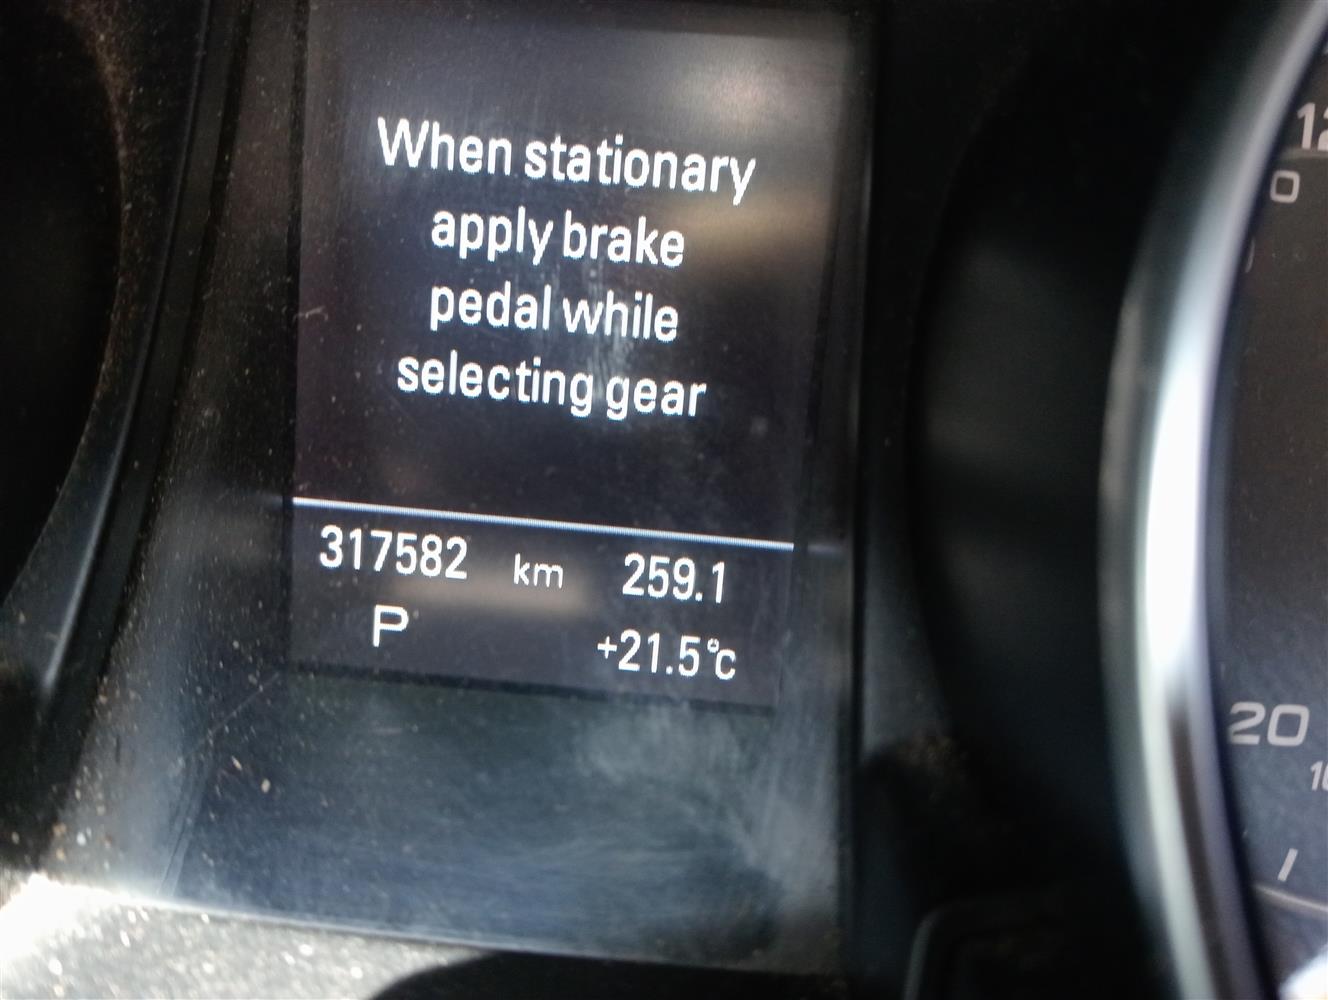 When stationary
apply brake
pedal while
selecting gear
317582 km 259.1
P +21.5°C
20